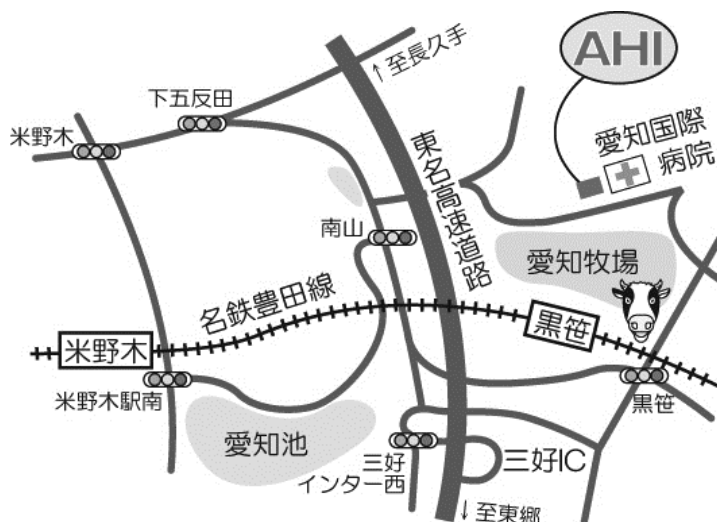 AHI
↑至長久手
下五反田
米野木
愛知国際
病院
東名高速道路
南山
愛知牧場
名鉄豊田線
黒笹
米野木
米野木駅南
黒笹
愛知池
三好
インター西
三好IC
↓至東郷